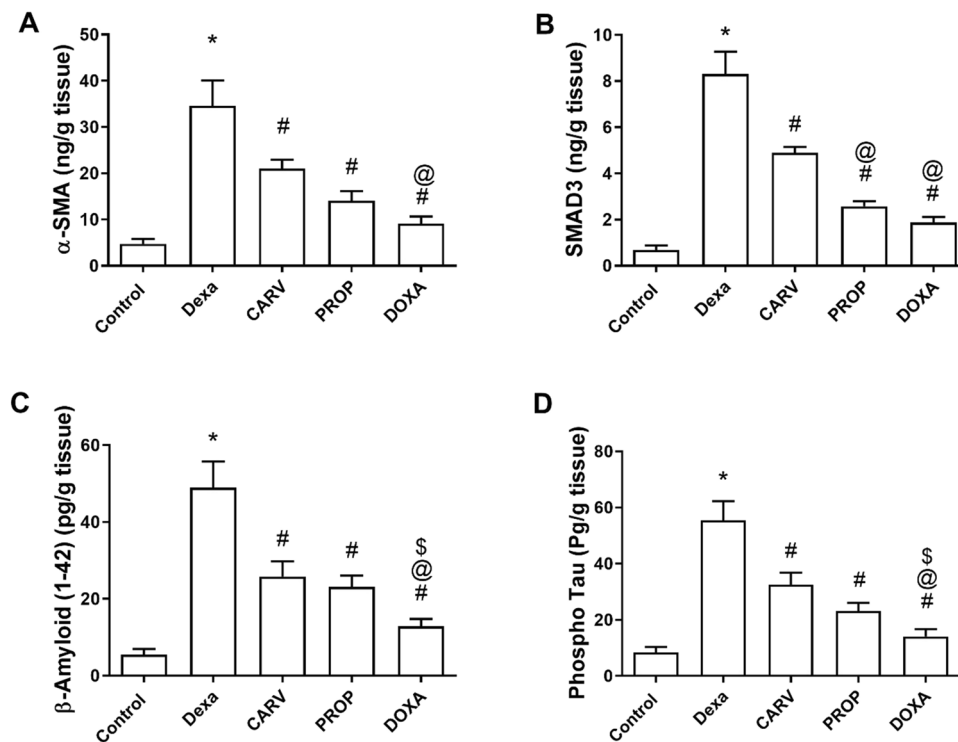 A
α-SMA (ng/g tissue)
50
40
30
20
10
0
*
#
#
@
#
Control
Dexa
CARV
PROP
DOXA
B
SMAD3 (ng/g tissue)
10
8
6
4
2
0
*
#
@
#
@
#
Control
Dexa
CARV
PROP
DOXA
C
β-Amyloid (1-42) (pg/g tissue)
60
40
20
0
*
#
#
$
@
#
Control
Dexa
CARV
PROP
DOXA
D
Phospho Tau (Pg/g tissue)
80
60
40
20
0
*
#
#
$
@
#
Control
Dexa
CARV
PROP
DOXA